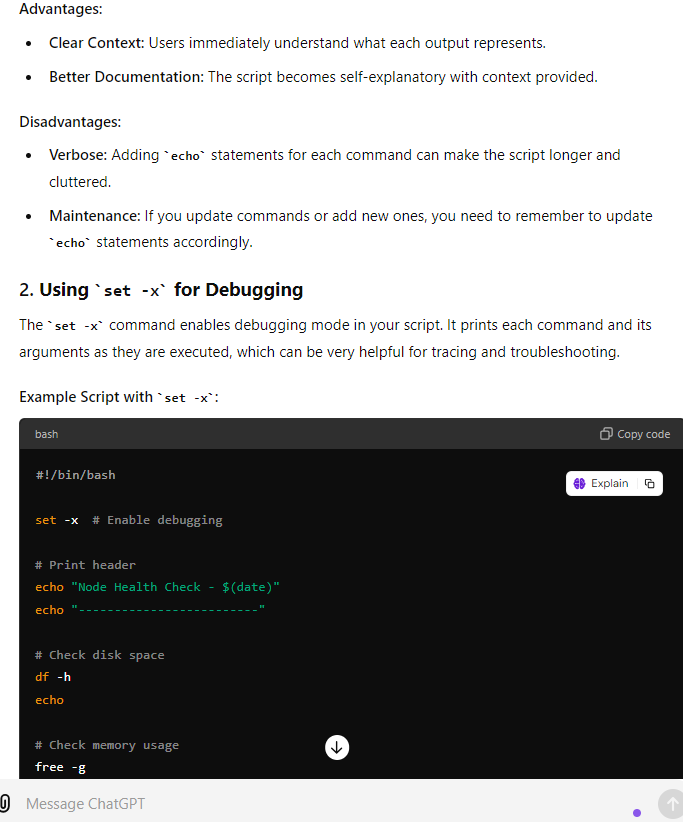 Advantages:
• Clear Context: Users immediately understand what each output represents.
• Better Documentation: The script becomes self-explanatory with context provided.
Disadvantages:
• Verbose: Adding `echo` statements for each command can make the script longer and
cluttered.
• Maintenance: If you update commands or add new ones, you need to remember to update
`echo` statements accordingly.
2. Using `set -x` for Debugging
The `set -x` command enables debugging mode in your script. It prints each command and its
arguments as they are executed, which can be very helpful for tracing and troubleshooting.
Example Script with `set -x`:
bash Copy code
#!/bin/bash
Explain
set -x  # Enable debugging
# Print header
echo "Node Health Check - $(date)"
echo "-------------------------"
# Check disk space
df -h
echo
# Check memory usage
free -g
Message ChatGPT